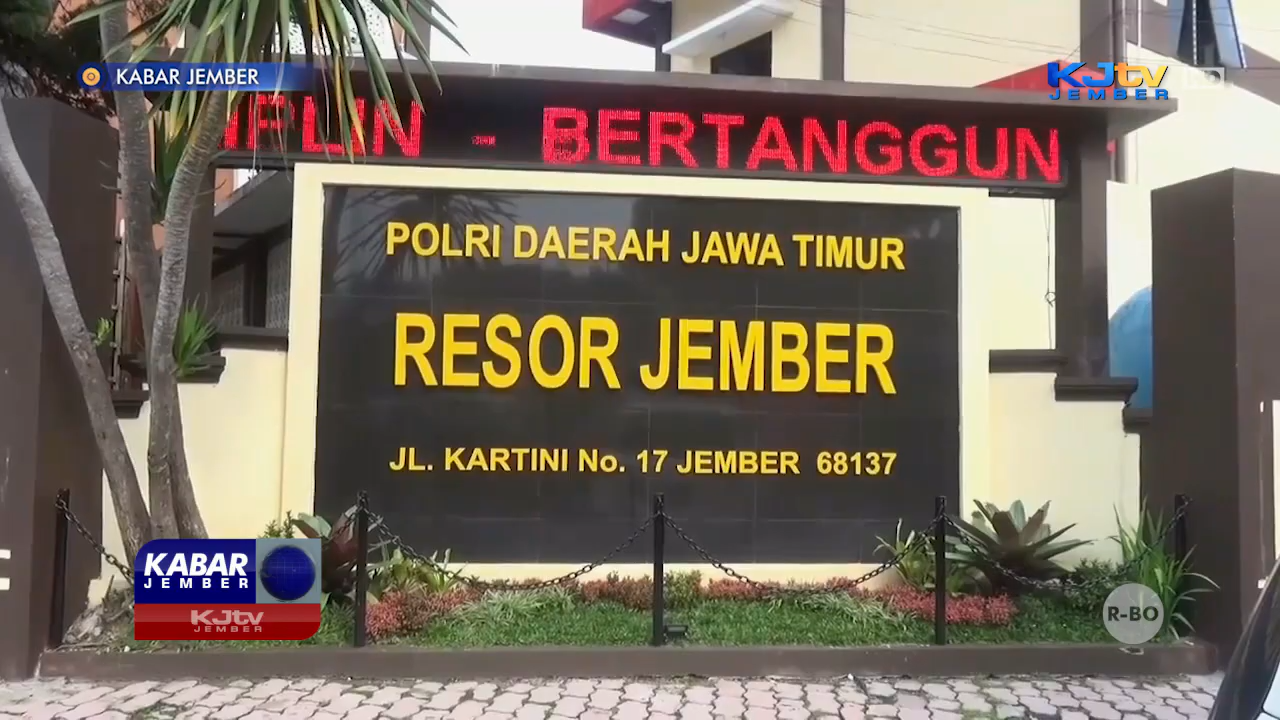 KABAR JEMBER
KJtv
JEMBER
IPLIN - BERTANGGUN
POLRI DAERAH JAWA TIMUR
RESOR JEMBER
JL. KARTINI No. 17 JEMBER 68137
KABAR
JEMBER
KJtv
JEMBER
R-BO